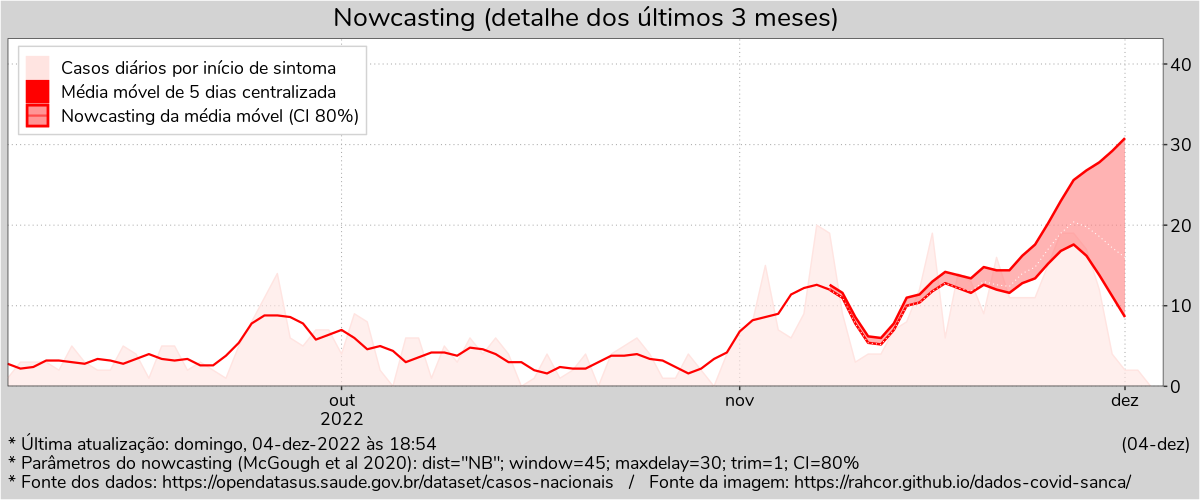 Nowcasting (detalhe dos últimos 3 meses)
Casos diários por início de sintoma
Média móvel de 5 dias centralizada
Nowcasting da média móvel (CI 80%)
40
30
20
10
0
out
2022
nov
dez
* Última atualização: domingo, 04-dez-2022 às 18:54
(04-dez)
* Parâmetros do nowcasting (McGough et al 2020): dist="NB"; window=45; maxdelay=30; trim=1; CI=80%
* Fonte dos dados: https://opendatasus.saude.gov.br/dataset/casos-nacionais / Fonte da imagem: https://rahcor.github.io/dados-covid-sanca/